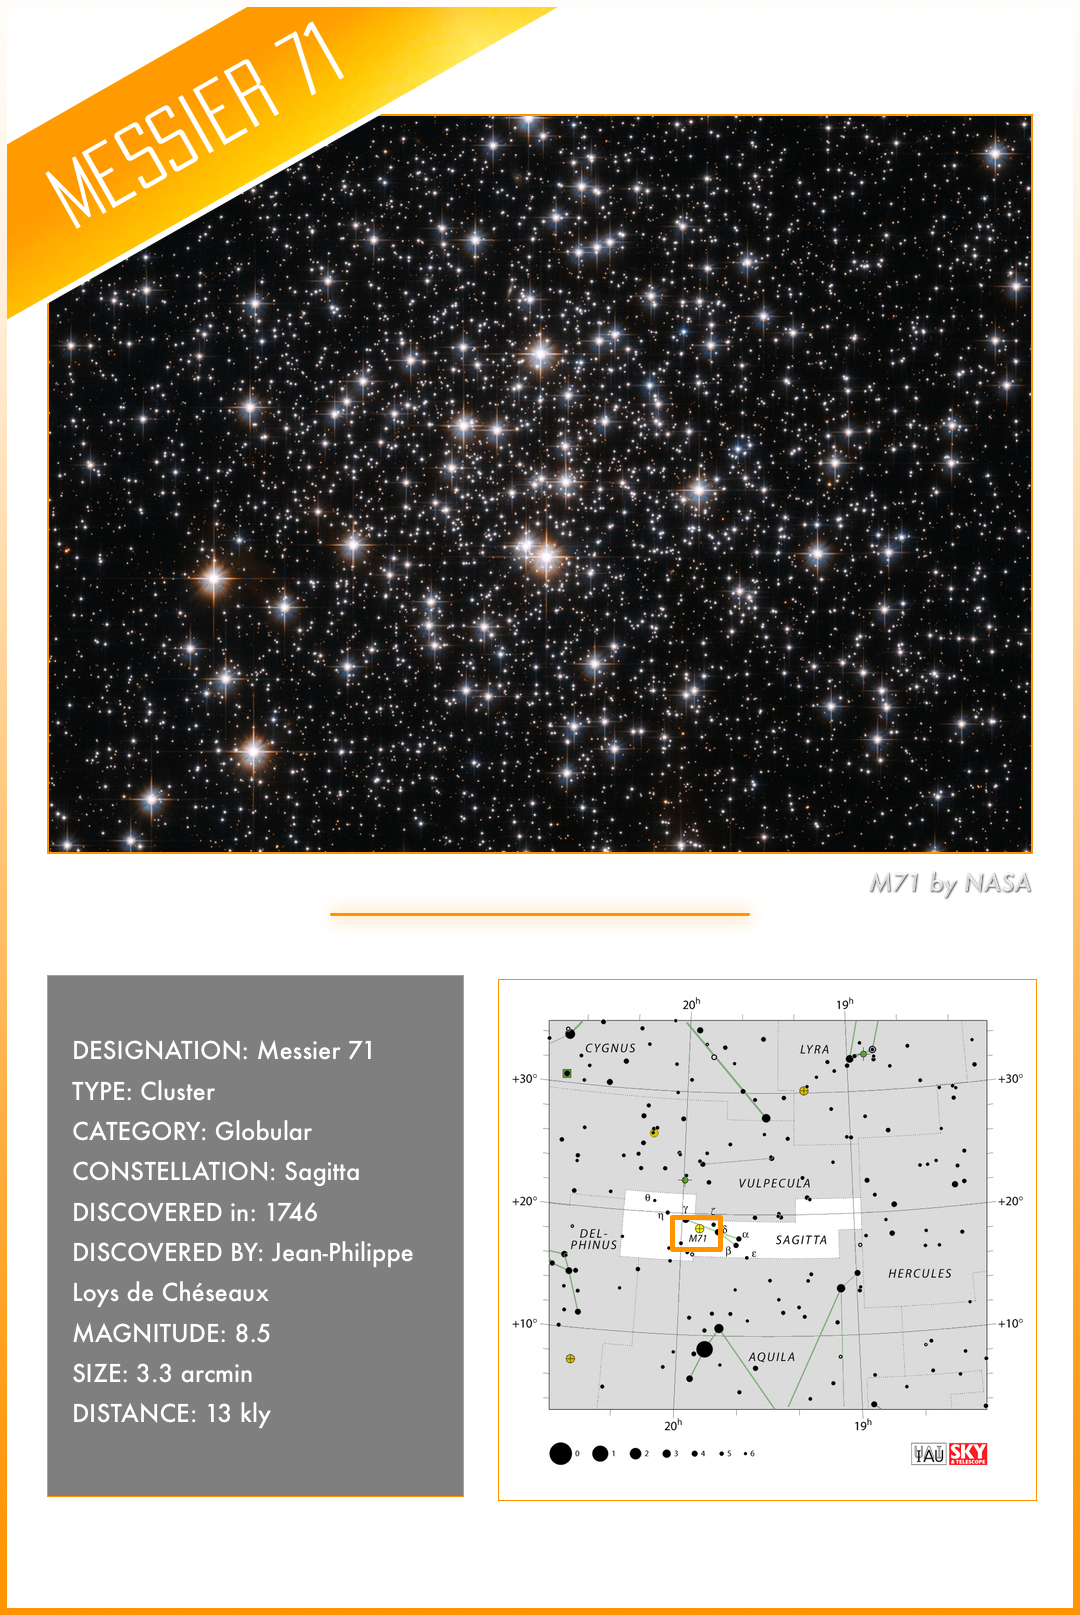 MESSIER 71
M71 by NASA
DESIGNATION: Messier 71
TYPE: Cluster
CATEGORY: Globular
CONSTELLATION: Sagitta
DISCOVERED in: 1746
DISCOVERED BY: Jean-Philippe
Loys de Chéseaux
MAGNITUDE: 8.5
SIZE: 3.3 arcmin
DISTANCE: 13 kly
20h 19h
CYGNUS LYRA
+30° +30°
VULPECULA
+20° +20°
θ
η γ ζ
DEL-
PHINUS
M71 δ α
β ε
SAGITTA
HERCULES
+10° +10°
AQUILA
20h 19h
0 1 2 3 4 5 6
IAU
SKY
& TELESCOPE